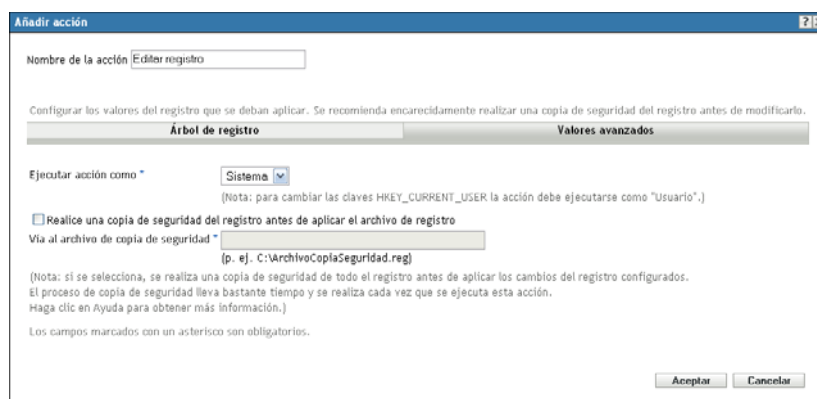 Añadir acción
Nombre de la acción Editar registro
Configurar los valores del registro que se deban aplicar. Se recomienda encarecidamente realizar una copia de seguridad del registro antes de modificarlo.
Árbol de registro Valores avanzados
Ejecutar acción como * Sistema
(Nota: para cambiar las claves HKEY_CURRENT_USER la acción debe ejecutarse como "Usuario".)
Realice una copia de seguridad del registro antes de aplicar el archivo de registro
Vía al archivo de copia de seguridad *
(p. ej. C:\ArchivoCopiaSeguridad.reg)
(Nota: si se selecciona, se realiza una copia de seguridad de todo el registro antes de aplicar los cambios del registro configurados.
El proceso de copia de seguridad lleva bastante tiempo y se realiza cada vez que se ejecuta esta acción.
Haga clic en Ayuda para obtener más información.)
Los campos marcados con un asterisco son obligatorios.
Aceptar Cancelar